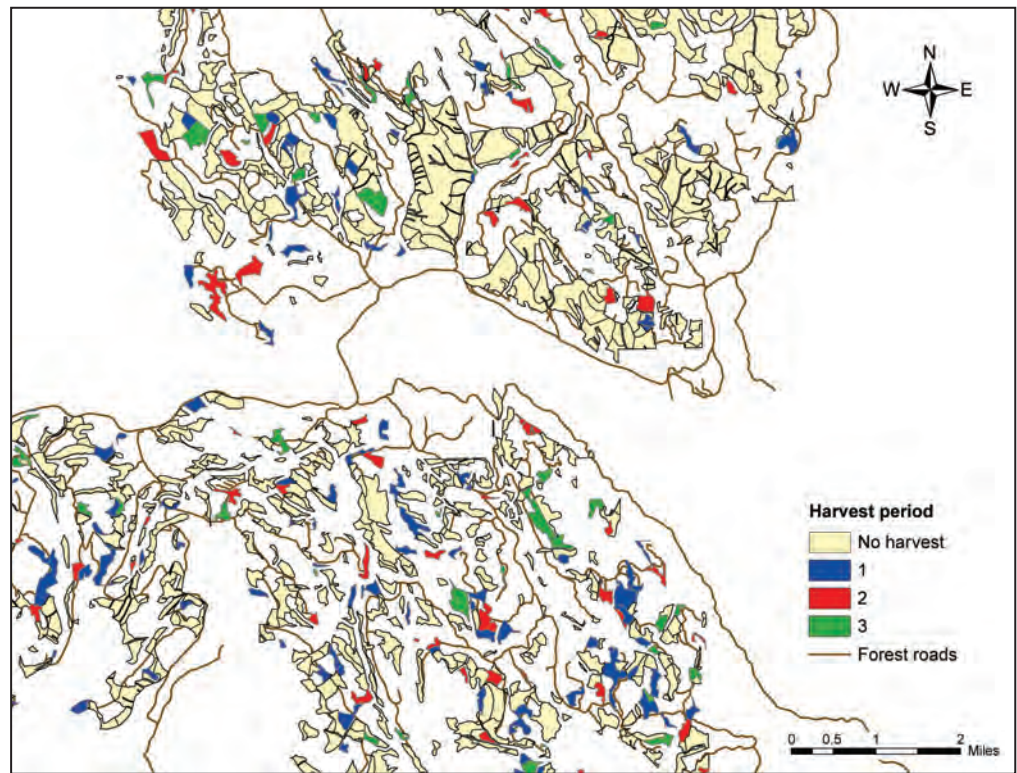 N
W E
S
Harvest period
No harvest
1
2
3
Forest roads
0 0.5 1 2
Miles